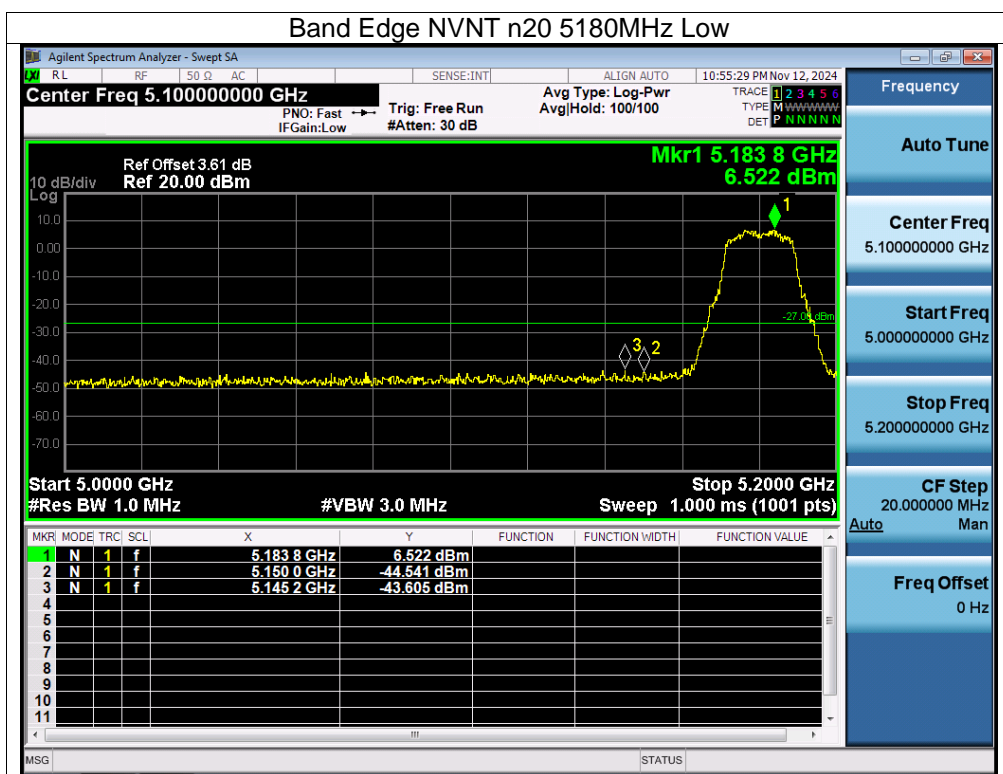 Band Edge NVNT n20 5180MHz Low
Agilent Spectrum Analyzer - Swept SA
LXI RL RF 50 Ω AC SENSE:INT ALIGN AUTO 10:55:29 PM Nov 12, 2024
Center Freq 5.100000000 GHz
PNO: Fast
IFGain:Low
Trig: Free Run
#Atten: 30 dB
Avg Type: Log-Pwr
Avg|Hold: 100/100
TRACE 1 2 3 4 5 6
TYPE M W W W W W
DET P N N N N N
Ref Offset 3.61 dB
Ref 20.00 dBm
10 dB/div
Log
Mkr1 5.183 8 GHz
6.522 dBm
10.0
0.00
-10.0
-20.0
-30.0
-40.0
-50.0
-60.0
-70.0
1
-27.00 dBm
3 2
Start 5.0000 GHz
Stop 5.2000 GHz
#Res BW 1.0 MHz
#VBW 3.0 MHz
Sweep 1.000 ms (1001 pts)
MKR MODE TRC SCL X Y FUNCTION FUNCTION WIDTH FUNCTION VALUE
1 N 1 f 5.183 8 GHz 6.522 dBm
2 N 1 f 5.150 0 GHz -44.541 dBm
3 N 1 f 5.145 2 GHz -43.605 dBm
4
5
6
7
8
9
10
11
MSG
STATUS
Frequency
Auto Tune
Center Freq
5.100000000 GHz
Start Freq
5.000000000 GHz
Stop Freq
5.200000000 GHz
CF Step
20.000000 MHz
Auto Man
Freq Offset
0 Hz